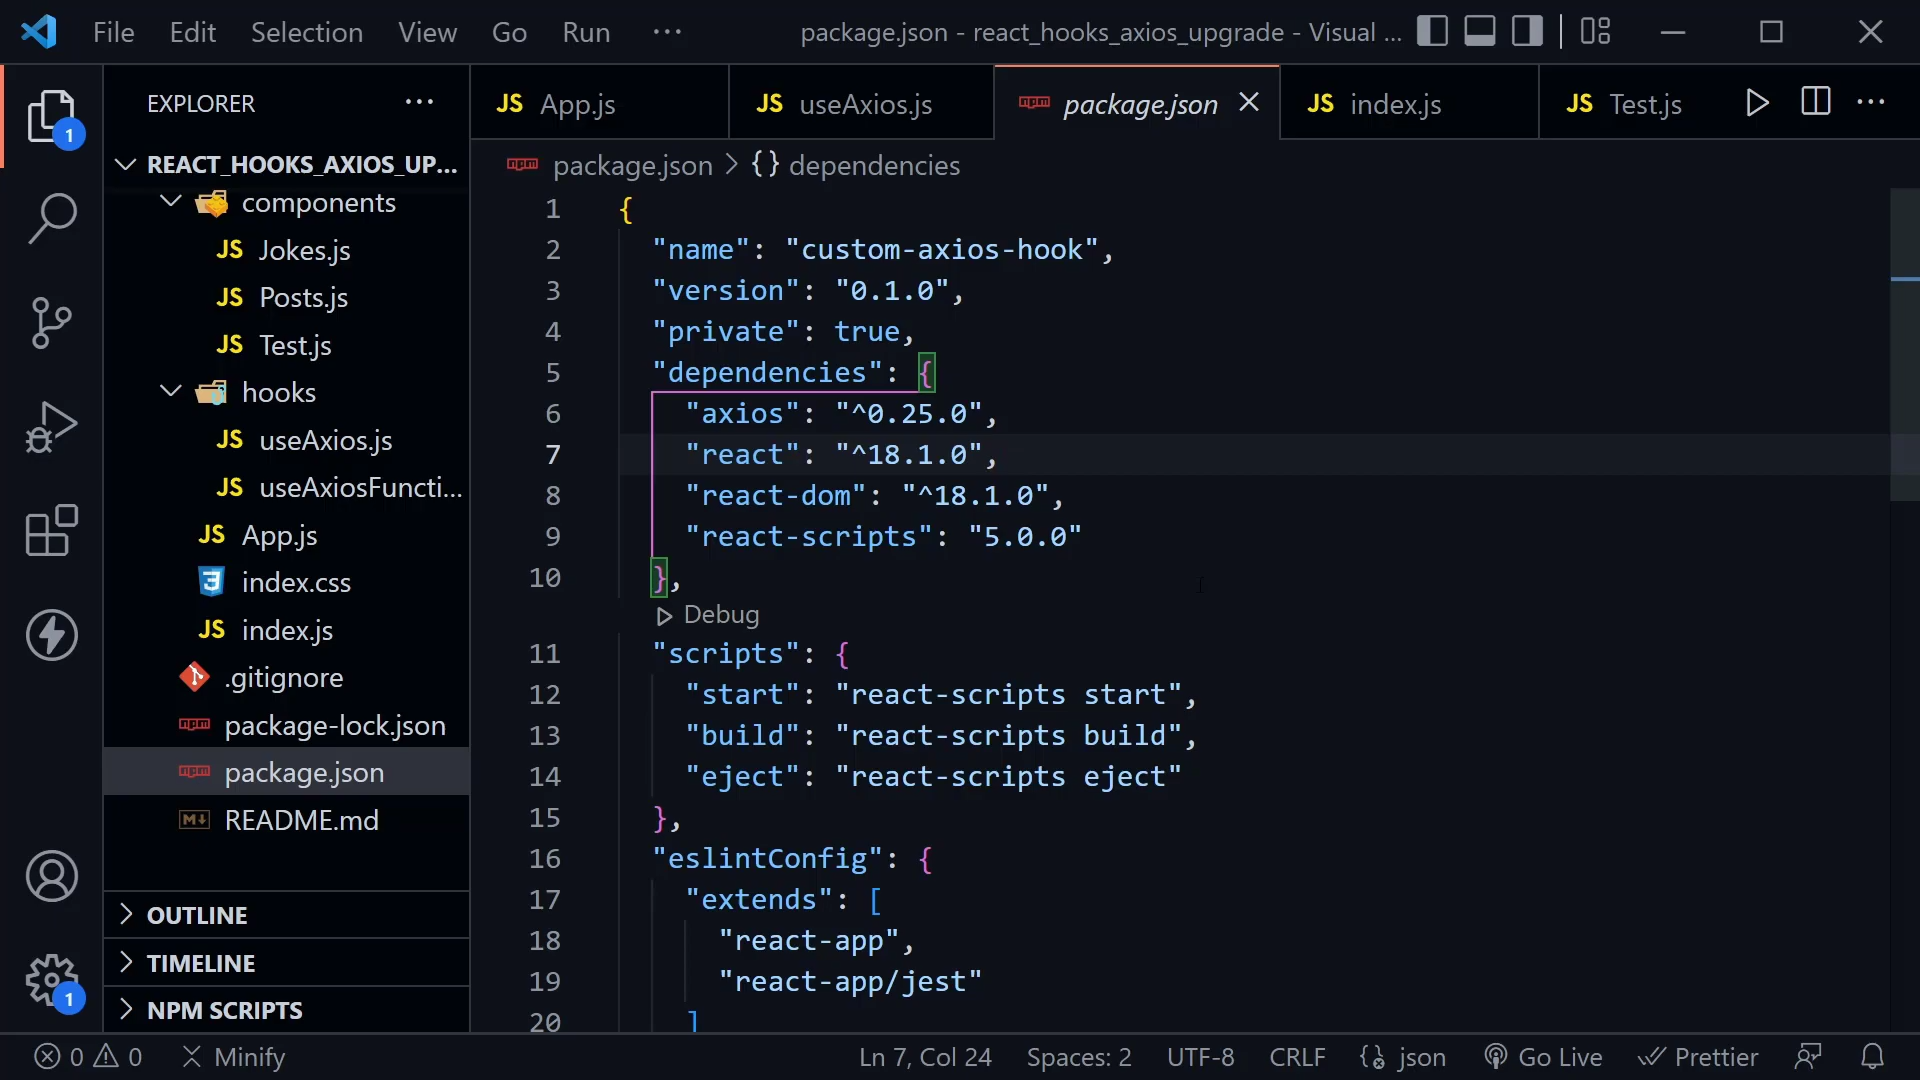 File Edit Selection View Go Run ··· package.json - react_hooks_axios_upgrade - Visual ...
EXPLORER ···
1
REACT_HOOKS_AXIOS_UP...
components
JS Jokes.js
JS Posts.js
JS Test.js
hooks
JS useAxios.js
JS useAxiosFuncti...
JS App.js
index.css
JS index.js
.gitignore
package-lock.json
package.json
README.md
OUTLINE
TIMELINE
NPM SCRIPTS
1
JS App.js JS useAxios.js package.json JS index.js JS Test.js ···
package.json > {} dependencies
1 {
2 "name": "custom-axios-hook",
3 "version": "0.1.0",
4 "private": true,
5 "dependencies": {
6 "axios": "^0.25.0",
7 "react": "^18.1.0",
8 "react-dom": "^18.1.0",
9 "react-scripts": "5.0.0"
10 },
Debug
11 "scripts": {
12 "start": "react-scripts start",
13 "build": "react-scripts build",
14 "eject": "react-scripts eject"
15 },
16 "eslintConfig": {
17 "extends": [
18 "react-app",
19 "react-app/jest"
20 ]
0 0 Minify Ln 7, Col 24 Spaces: 2 UTF-8 CRLF json Go Live Prettier